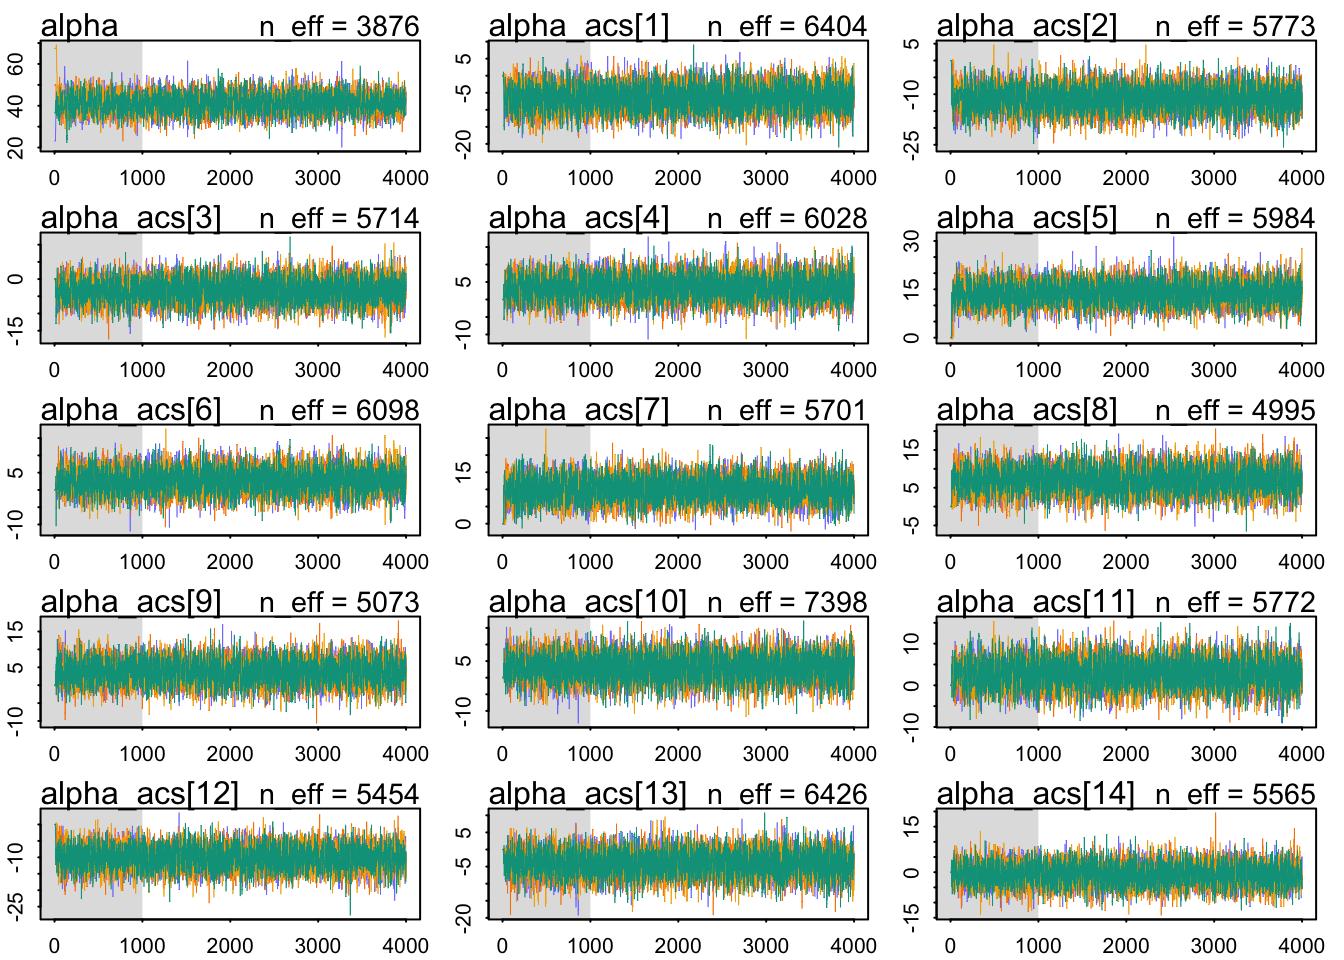 alpha n_eff = 3876 alpha_acs[1] n_eff = 6404 alpha_acs[2] n_eff = 5773
60 40 20 5 -5 -20 5 -10 -25
0 1000 2000 3000 4000 0 1000 2000 3000 4000 0 1000 2000 3000 4000
alpha_acs[3] n_eff = 5714 alpha_acs[4] n_eff = 6028 alpha_acs[5] n_eff = 5984
0 -15 5 -10 30 15 0
0 1000 2000 3000 4000 0 1000 2000 3000 4000 0 1000 2000 3000 4000
alpha_acs[6] n_eff = 6098 alpha_acs[7] n_eff = 5701 alpha_acs[8] n_eff = 4995
5 -10 15 0 15 5 -5
0 1000 2000 3000 4000 0 1000 2000 3000 4000 0 1000 2000 3000 4000
alpha_acs[9] n_eff = 5073 alpha_acs[10] n_eff = 7398 alpha_acs[11] n_eff = 5772
15 5 -10 5 -10 10 0 -10
0 1000 2000 3000 4000 0 1000 2000 3000 4000 0 1000 2000 3000 4000
alpha_acs[12] n_eff = 5454 alpha_acs[13] n_eff = 6426 alpha_acs[14] n_eff = 5565
-10 -25 5 -5 -20 15 0 -15
0 1000 2000 3000 4000 0 1000 2000 3000 4000 0 1000 2000 3000 4000